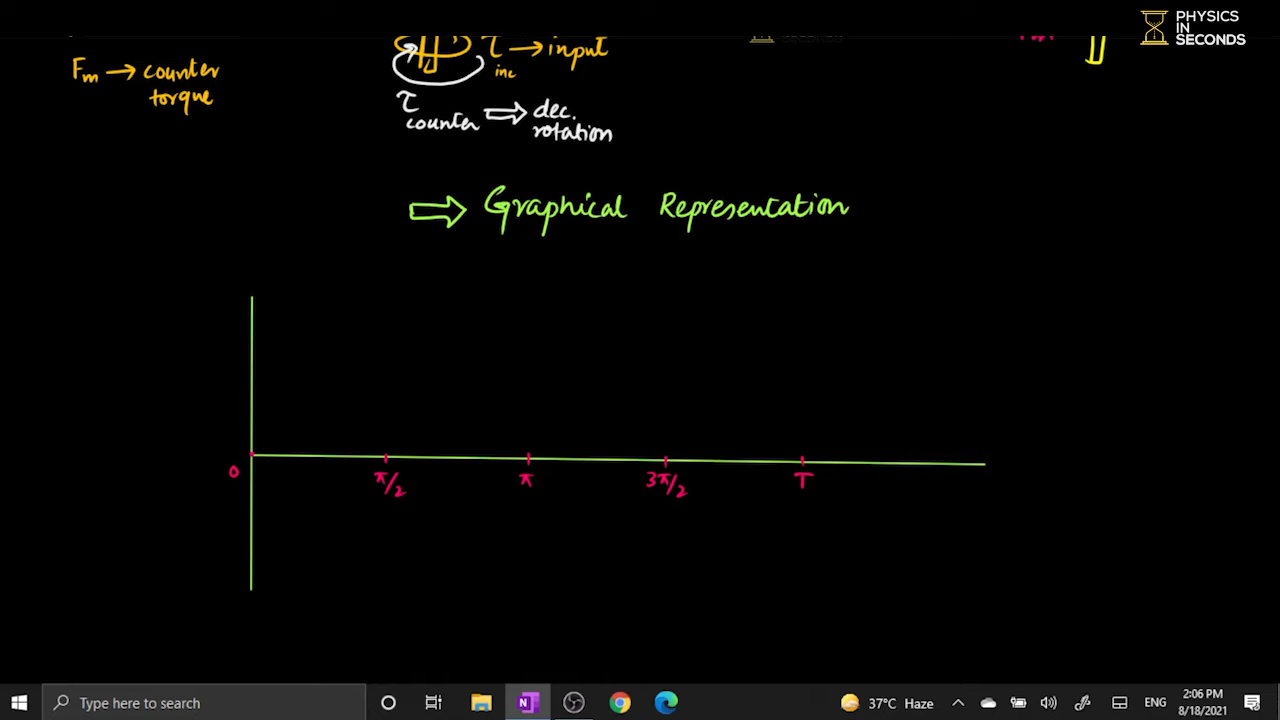 PHYSICS
IN
SECONDS
Fm → counter
torque
τ → input
inc
τ
counter ⇒ dec.
rotation
⇒ Graphical Representation
0
π/2
π
3π/2
T
Type here to search
37°C Haze
ENG
2:06 PM
8/18/2021